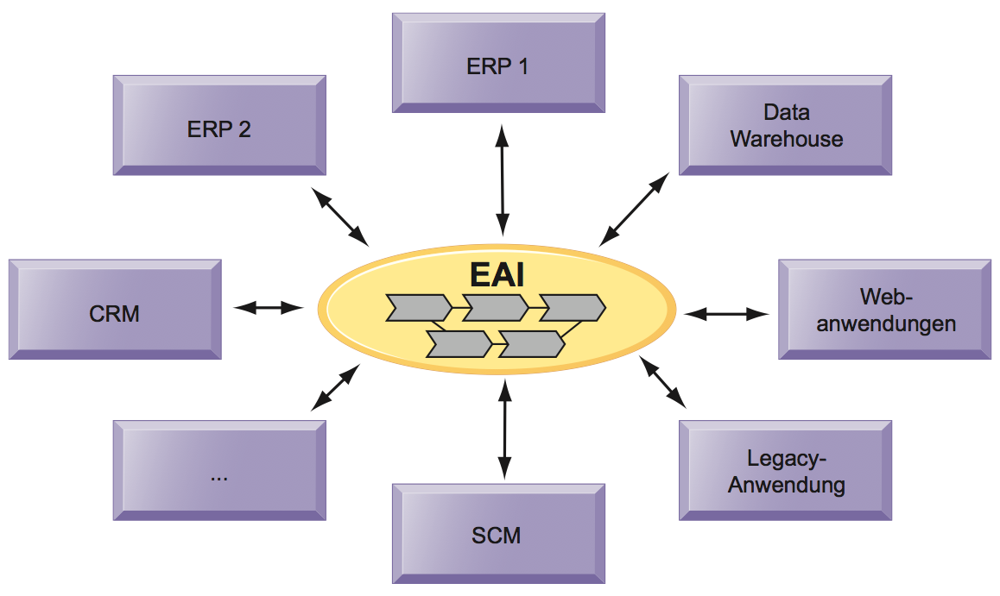 ERP 1
ERP 2
Data
Warehouse
EAI
CRM
Web-
anwendungen
...
Legacy-
Anwendung
SCM